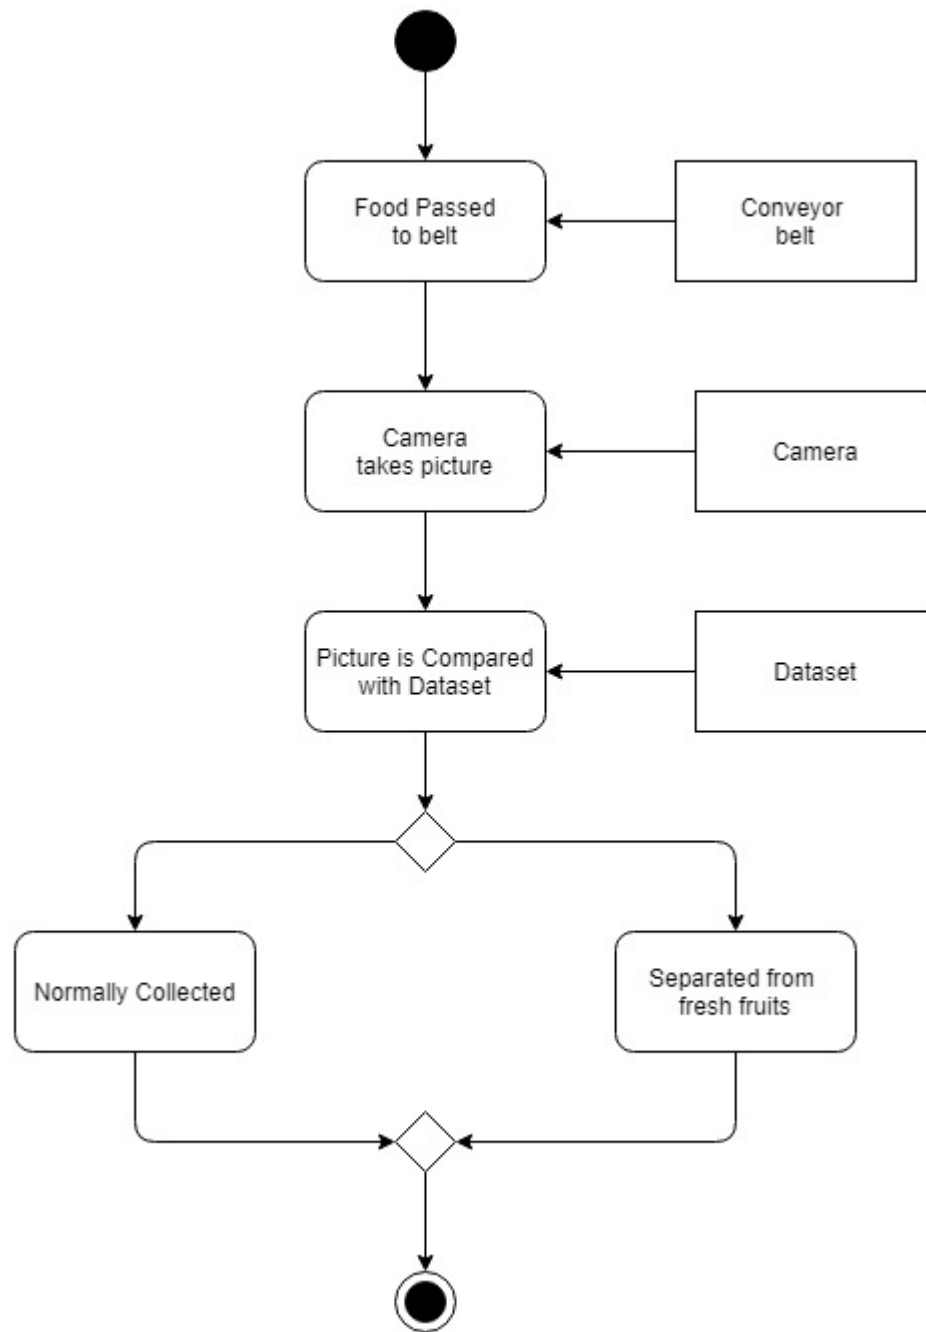 Food Passed
to belt
Conveyor
belt
Camera
takes picture
Camera
Picture is Compared
with Dataset
Dataset
Normally Collected
Separated from
fresh fruits